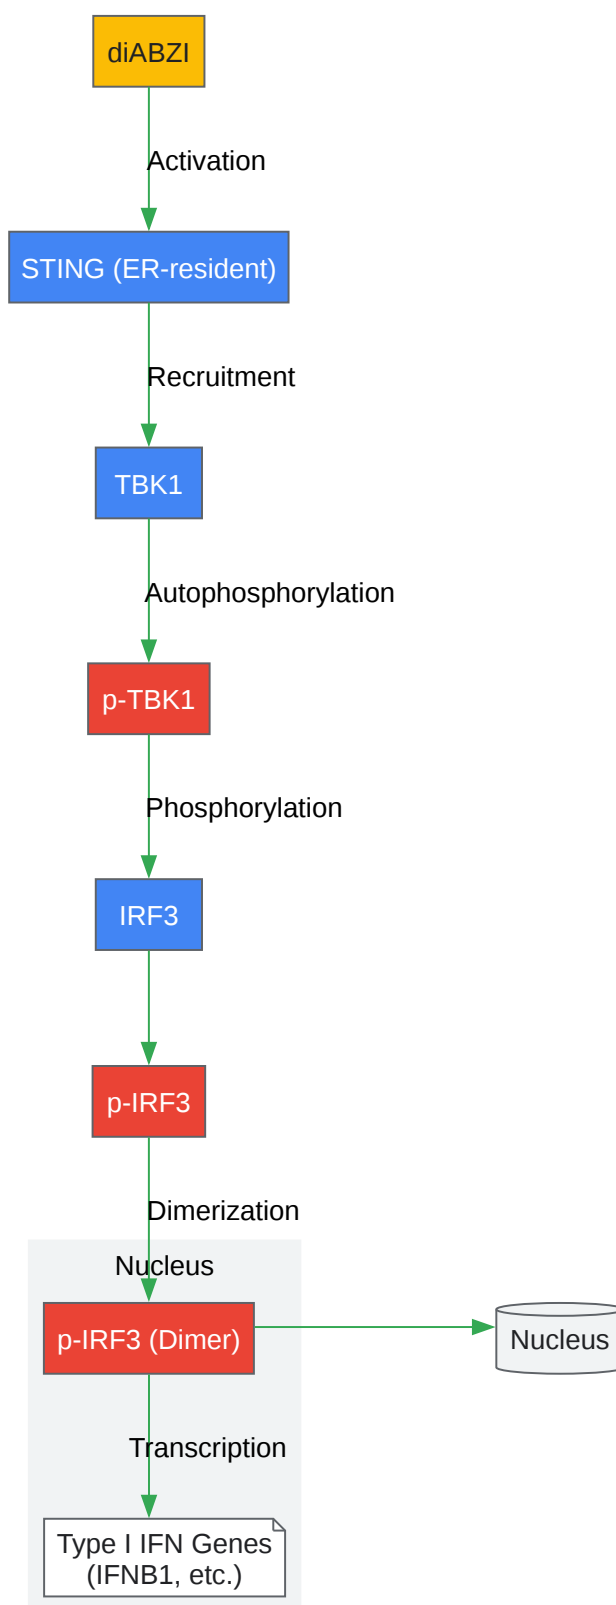 diABZI
Activation
STING (ER-resident)
Recruitment
TBK1
Autophosphorylation
p-TBK1
Phosphorylation
IRF3
p-IRF3
Dimerization
Nucleus
p-IRF3 (Dimer)
Nucleus
Transcription
Type I IFN Genes
(IFNB1, etc.)